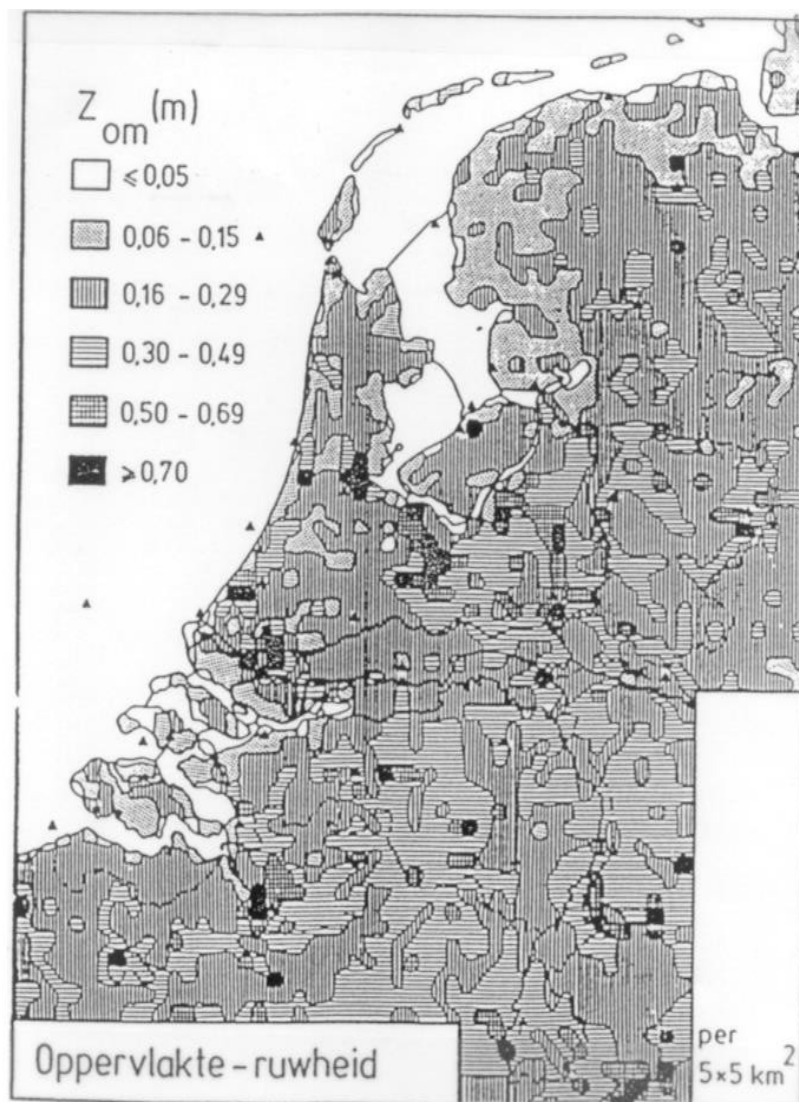 Zom (m)
≤ 0,05
0,06 – 0,15
0,16 – 0,29
0,30 – 0,49
0,50 – 0,69
≥ 0,70
Oppervlakte – ruwheid
per
5×5 km²